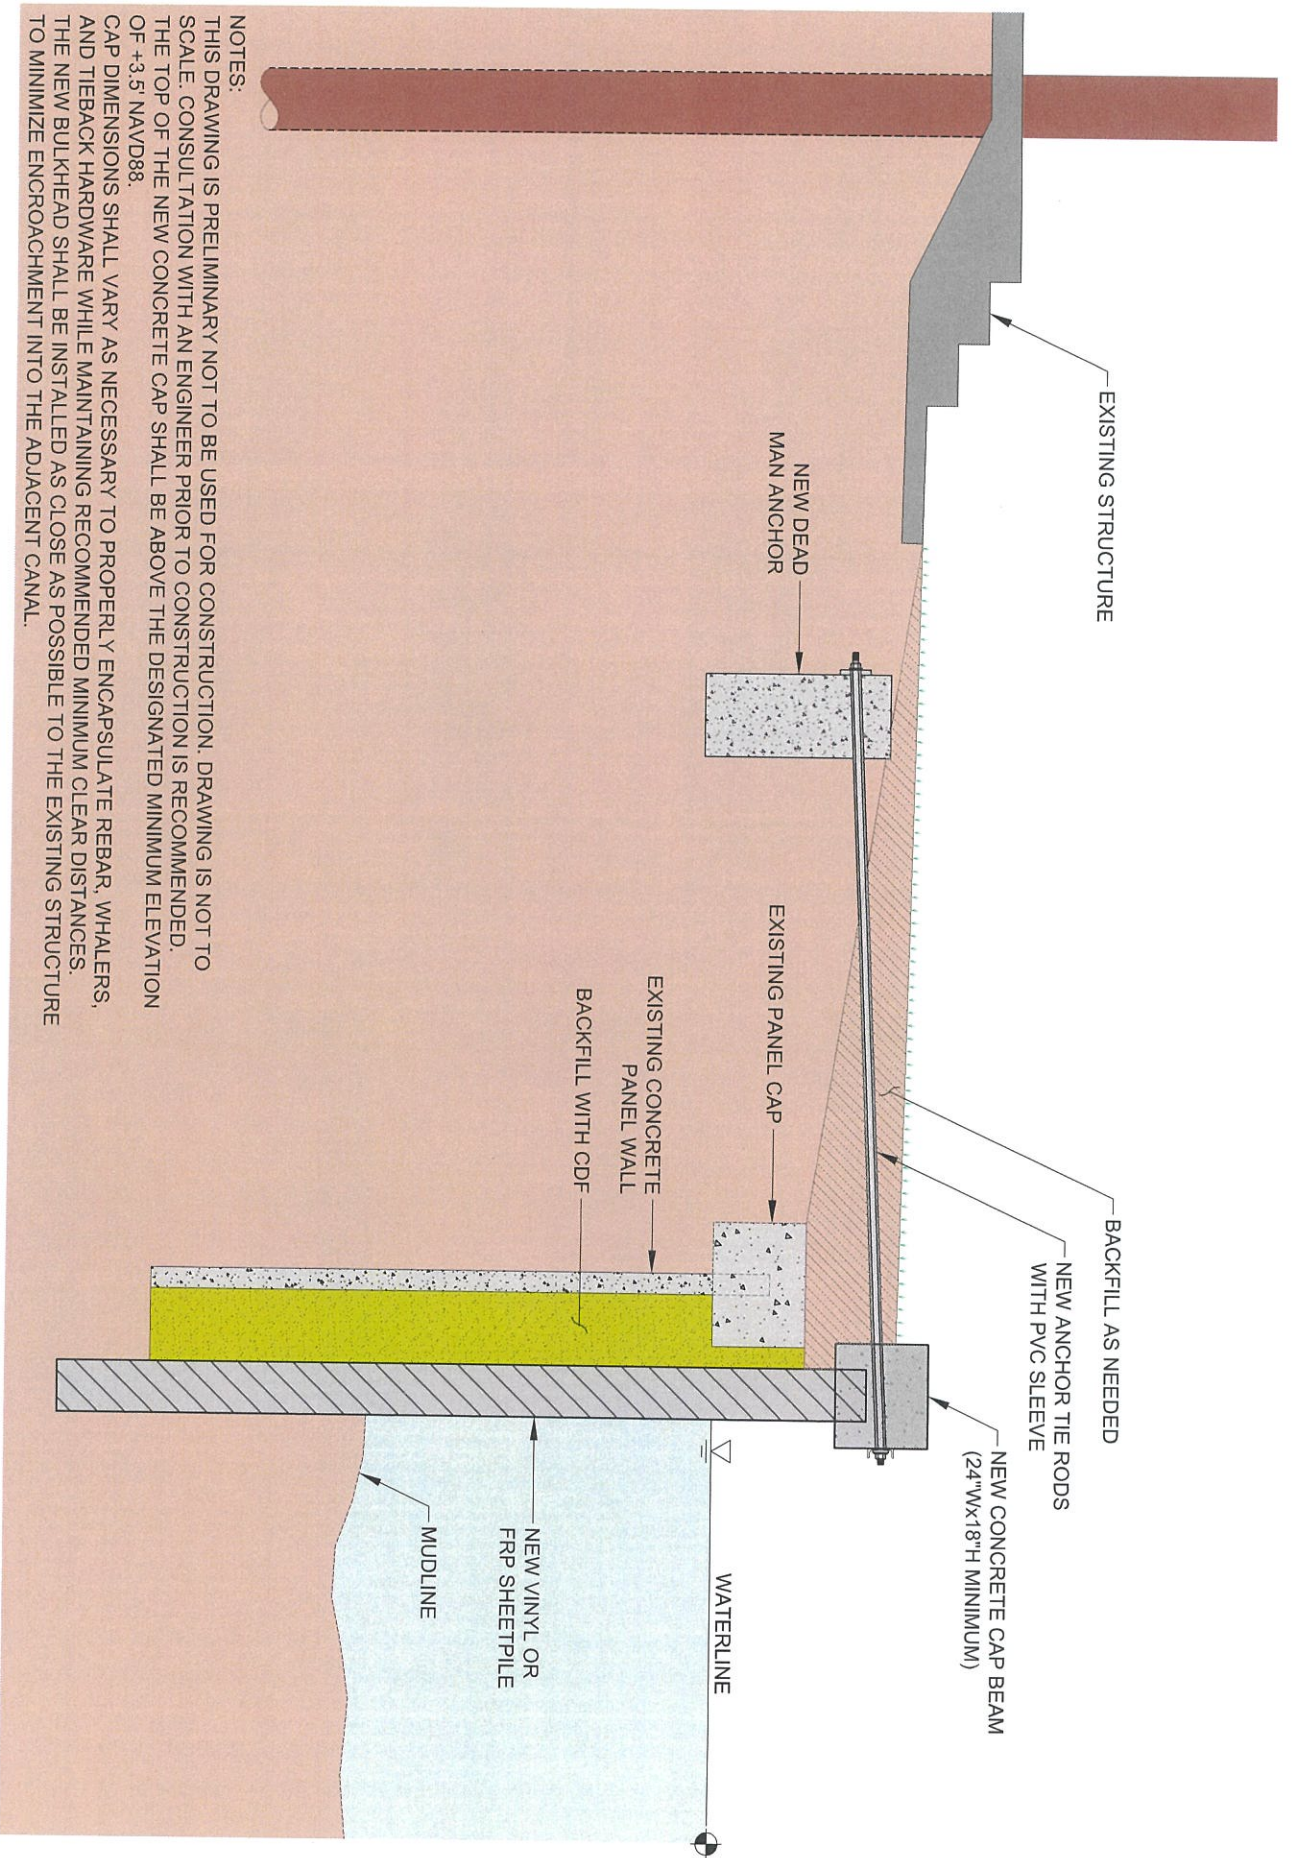 EXISTING STRUCTURE
BACKFILL AS NEEDED
NEW ANCHOR TIE RODS
WITH PVC SLEEVE
NEW CONCRETE CAP BEAM
(24"Wx18"H MINIMUM)
NEW DEAD
MAN ANCHOR
EXISTING PANEL CAP
EXISTING CONCRETE
PANEL WALL
BACKFILL WITH CDF
WATERLINE
NEW VINYL OR
FRP SHEETPILE
MUDLINE
NOTES:
THIS DRAWING IS PRELIMINARY NOT TO BE USED FOR CONSTRUCTION. DRAWING IS NOT TO
SCALE. CONSULTATION WITH AN ENGINEER PRIOR TO CONSTRUCTION IS RECOMMENDED.
THE TOP OF THE NEW CONCRETE CAP SHALL BE ABOVE THE DESIGNATED MINIMUM ELEVATION
OF +3.5' NAVD88.
CAP DIMENSIONS SHALL VARY AS NECESSARY TO PROPERLY ENCAPSULATE REBAR, WHALERS,
AND TIEBACK HARDWARE WHILE MAINTAINING RECOMMENDED MINIMUM CLEAR DISTANCES.
THE NEW BULKHEAD SHALL BE INSTALLED AS CLOSE AS POSSIBLE TO THE EXISTING STRUCTURE
TO MINIMIZE ENCROACHMENT INTO THE ADJACENT CANAL.